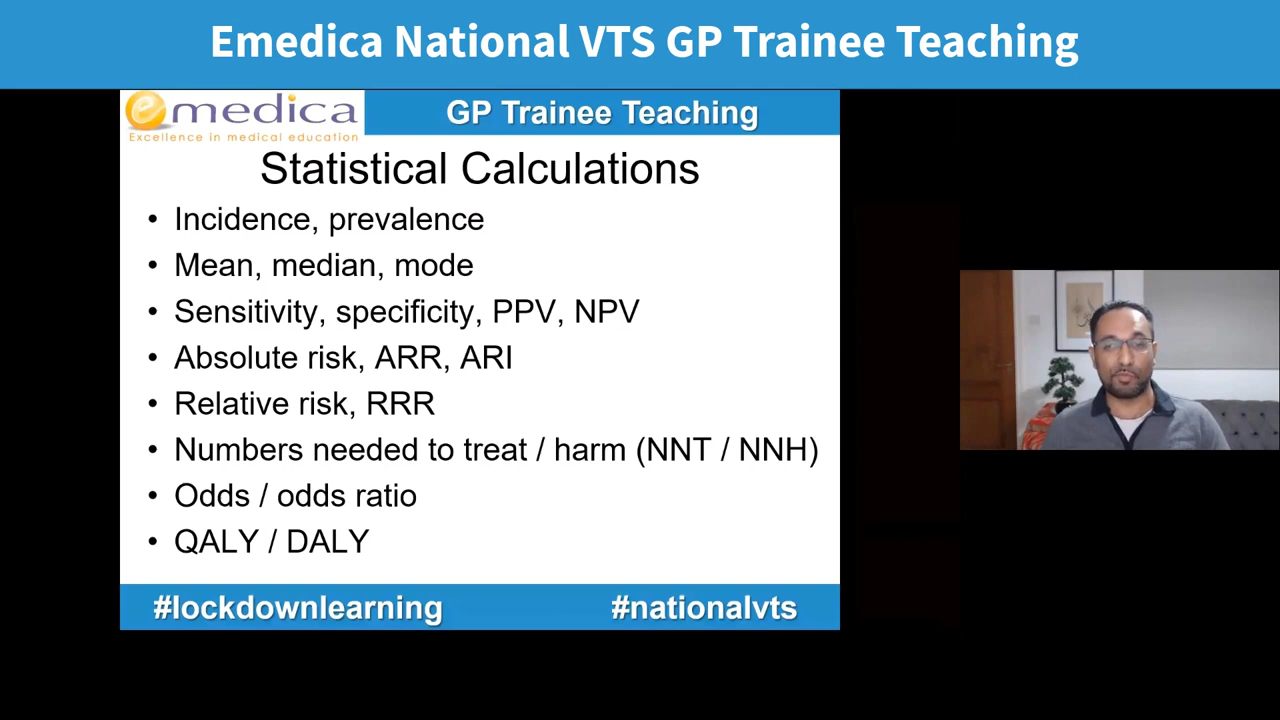 Emedica National VTS GP Trainee Teaching
emedica
Excellence in medical education
GP Trainee Teaching
Statistical Calculations
• Incidence, prevalence
• Mean, median, mode
• Sensitivity, specificity, PPV, NPV
• Absolute risk, ARR, ARI
• Relative risk, RRR
• Numbers needed to treat / harm (NNT / NNH)
• Odds / odds ratio
• QALY / DALY
#lockdownlearning
#nationalvts